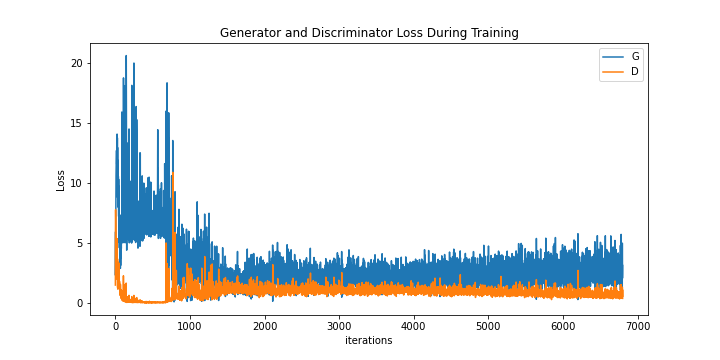 Generator and Discriminator Loss During Training
G
D
20
15
10
5
0
Loss
0 1000 2000 3000 4000 5000 6000 7000
iterations